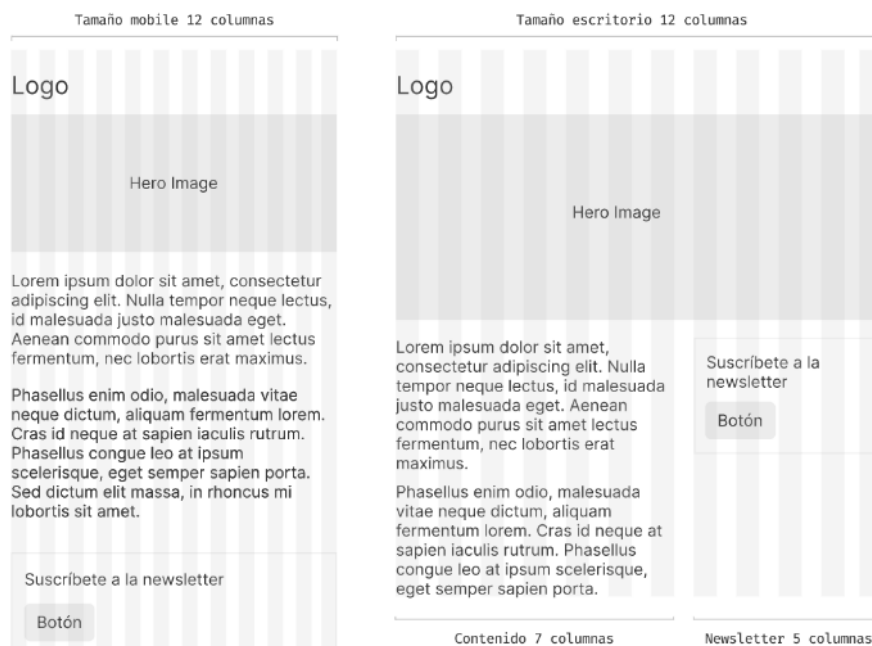 Tamaño mobile 12 columnas
Logo
Hero Image
Lorem ipsum dolor sit amet, consectetur
adipiscing elit. Nulla tempor neque lectus,
id malesuada justo malesuada eget.
Aenean commodo purus sit amet lectus
fermentum, nec lobortis erat maximus.
Phasellus enim odio, malesuada vitae
neque dictum, aliquam fermentum lorem.
Cras id neque at sapien iaculis rutrum.
Phasellus congue leo at ipsum
scelerisque, eget semper sapien porta.
Sed dictum elit massa, in rhoncus mi
lobortis sit amet.
Suscríbete a la newsletter
Botón
Tamaño escritorio 12 columnas
Logo
Hero Image
Lorem ipsum dolor sit amet,
consectetur adipiscing elit. Nulla
tempor neque lectus, id malesuada
justo malesuada eget. Aenean
commodo purus sit amet lectus
fermentum, nec lobortis erat
maximus.
Phasellus enim odio, malesuada
vitae neque dictum, aliquam
fermentum lorem. Cras id neque at
sapien iaculis rutrum. Phasellus
congue leo at ipsum scelerisque,
eget semper sapien porta.
Suscríbete a la
newsletter
Botón
Contenido 7 columnas
Newsletter 5 columnas